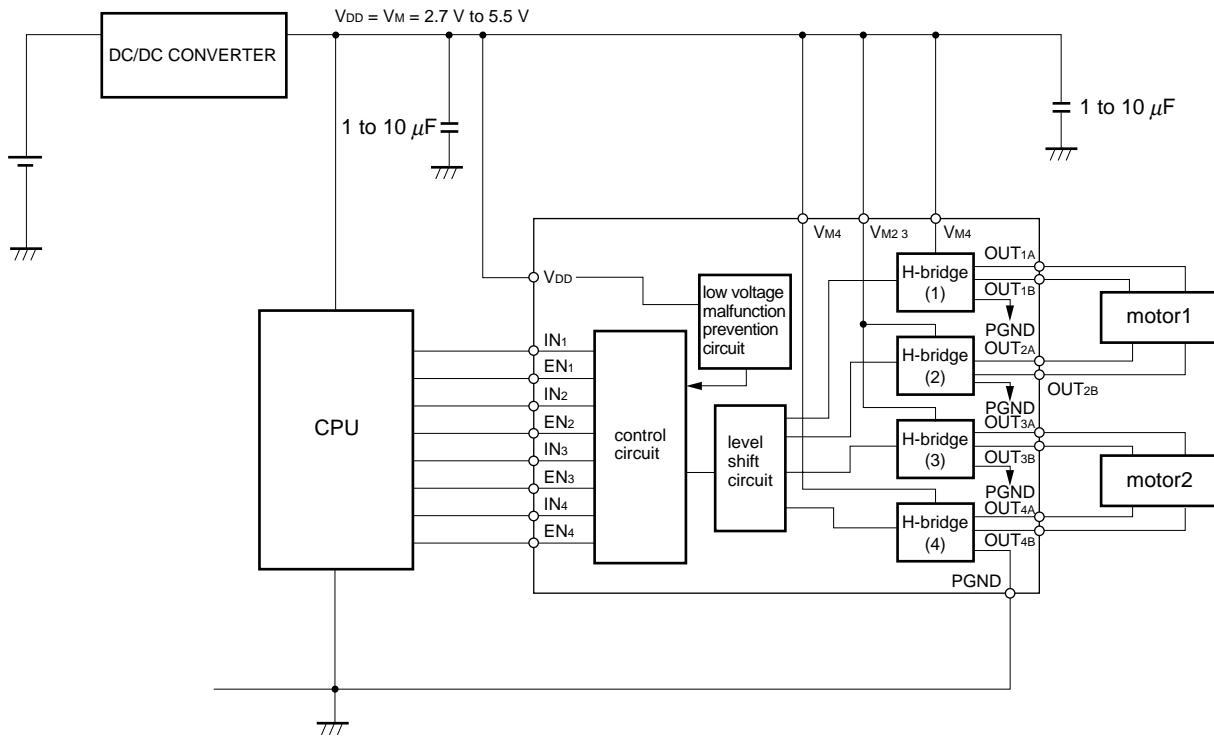 VDD = VM = 2.7 V to 5.5 V
DC/DC CONVERTER
1 to 10 μF
1 to 10 μF
VM4
VM2 3
VM4
VDD
low voltage
malfunction
prevention
circuit
H-bridge
(1)
OUT1A
OUT1B
PGND
motor1
H-bridge
(2)
OUT2A
OUT2B
PGND
CPU
IN1
EN1
IN2
EN2
IN3
EN3
IN4
EN4
control
circuit
level
shift
circuit
H-bridge
(3)
OUT3A
OUT3B
PGND
motor2
H-bridge
(4)
OUT4A
OUT4B
PGND